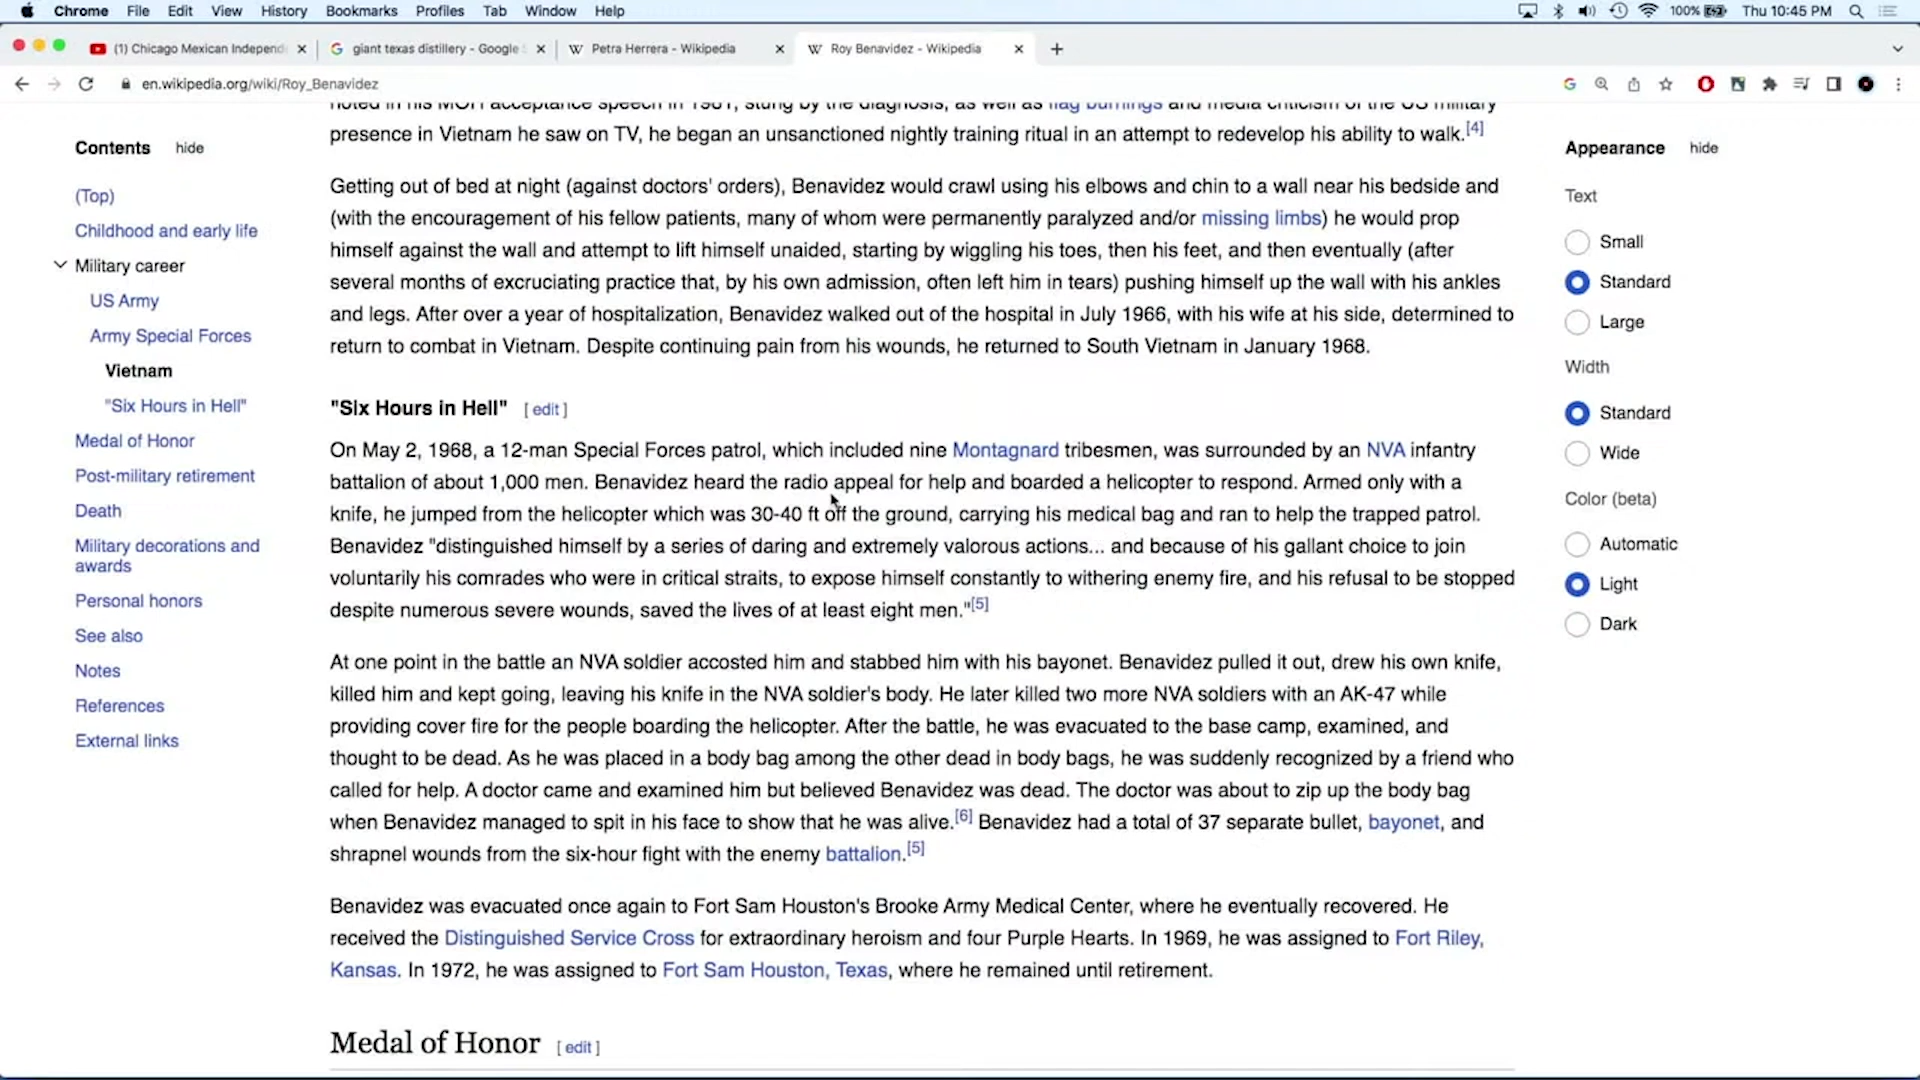 Chrome File Edit View History Bookmarks Profiles Tab Window Help 100% Thu 10:45 PM
(1) Chicago Mexican Independ giant texas distillery - Google Petra Herrera - Wikipedia Roy Benavidez - Wikipedia
en.wikipedia.org/wiki/Roy_Benavidez
Contents hide
(Top)
Childhood and early life
Military career
US Army
Army Special Forces
Vietnam
"Six Hours in Hell"
Medal of Honor
Post-military retirement
Death
Military decorations and
awards
Personal honors
See also
Notes
References
External links
noted in his MOH acceptance speech in 1981, stung by the diagnosis, as well as flag burnings and media criticism of the US military
presence in Vietnam he saw on TV, he began an unsanctioned nightly training ritual in an attempt to redevelop his ability to walk.[4]
Getting out of bed at night (against doctors' orders), Benavidez would crawl using his elbows and chin to a wall near his bedside and
(with the encouragement of his fellow patients, many of whom were permanently paralyzed and/or missing limbs) he would prop
himself against the wall and attempt to lift himself unaided, starting by wiggling his toes, then his feet, and then eventually (after
several months of excruciating practice that, by his own admission, often left him in tears) pushing himself up the wall with his ankles
and legs. After over a year of hospitalization, Benavidez walked out of the hospital in July 1966, with his wife at his side, determined to
return to combat in Vietnam. Despite continuing pain from his wounds, he returned to South Vietnam in January 1968.
"Six Hours in Hell" [ edit ]
On May 2, 1968, a 12-man Special Forces patrol, which included nine Montagnard tribesmen, was surrounded by an NVA infantry
battalion of about 1,000 men. Benavidez heard the radio appeal for help and boarded a helicopter to respond. Armed only with a
knife, he jumped from the helicopter which was 30-40 ft off the ground, carrying his medical bag and ran to help the trapped patrol.
Benavidez "distinguished himself by a series of daring and extremely valorous actions... and because of his gallant choice to join
voluntarily his comrades who were in critical straits, to expose himself constantly to withering enemy fire, and his refusal to be stopped
despite numerous severe wounds, saved the lives of at least eight men."[5]
At one point in the battle an NVA soldier accosted him and stabbed him with his bayonet. Benavidez pulled it out, drew his own knife,
killed him and kept going, leaving his knife in the NVA soldier's body. He later killed two more NVA soldiers with an AK-47 while
providing cover fire for the people boarding the helicopter. After the battle, he was evacuated to the base camp, examined, and
thought to be dead. As he was placed in a body bag among the other dead in body bags, he was suddenly recognized by a friend who
called for help. A doctor came and examined him but believed Benavidez was dead. The doctor was about to zip up the body bag
when Benavidez managed to spit in his face to show that he was alive.[6] Benavidez had a total of 37 separate bullet, bayonet, and
shrapnel wounds from the six-hour fight with the enemy battalion.[5]
Benavidez was evacuated once again to Fort Sam Houston's Brooke Army Medical Center, where he eventually recovered. He
received the Distinguished Service Cross for extraordinary heroism and four Purple Hearts. In 1969, he was assigned to Fort Riley,
Kansas. In 1972, he was assigned to Fort Sam Houston, Texas, where he remained until retirement.
Medal of Honor [ edit ]
Appearance hide
Text
Small
Standard
Large
Width
Standard
Wide
Color (beta)
Automatic
Light
Dark